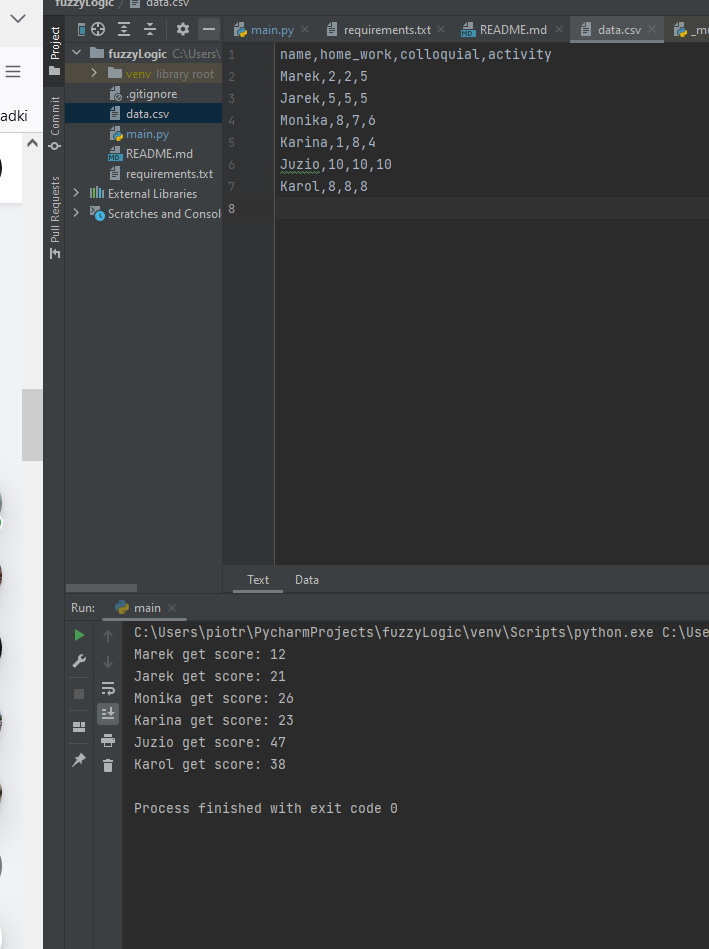 fuzzyLogic / data.csv
Project
main.py
requirements.txt
README.md
data.csv
fuzzyLogic C:\Users\
venv library root
.gitignore
data.csv
main.py
README.md
requirements.txt
External Libraries
Scratches and Consol
adki
Commit
Pull Requests
1 name,home_work,colloquial,activity
2 Marek,2,2,5
3 Jarek,5,5,5
4 Monika,8,7,6
5 Karina,1,8,4
6 Juzio,10,10,10
7 Karol,8,8,8
8
Text Data
Run: main
C:\Users\piotr\PycharmProjects\fuzzyLogic\venv\Scripts\python.exe C:\Use
Marek get score: 12
Jarek get score: 21
Monika get score: 26
Karina get score: 23
Juzio get score: 47
Karol get score: 38
Process finished with exit code 0